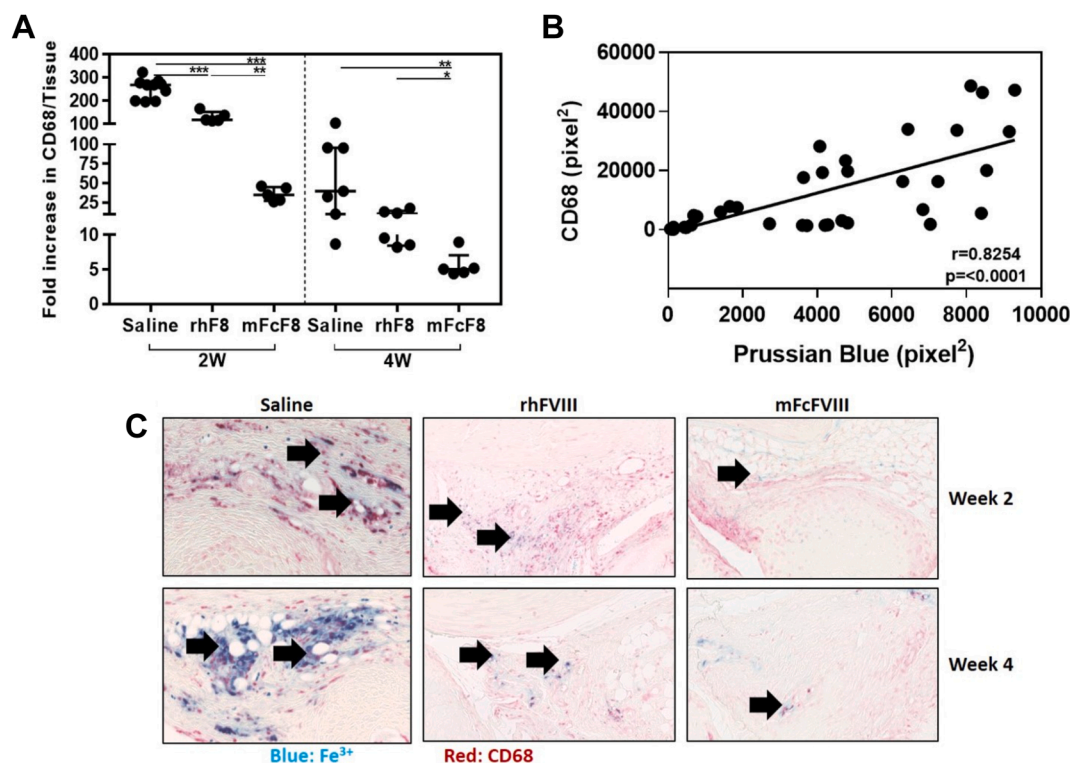 A
Fold increase in CD68/Tissue
400
300
200
100
100
75
50
25
10
5
0
***
***
**
**
*
Saline rhF8 mFcF8 Saline rhF8 mFcF8
2W 4W
B
CD68 (pixel²)
60000
40000
20000
0
r=0.8254
p=<0.0001
0 2000 4000 6000 8000 10000
Prussian Blue (pixel²)
C
Saline rhFVIII mFcFVIII
Week 2
Week 4
Blue: Fe³⁺ Red: CD68